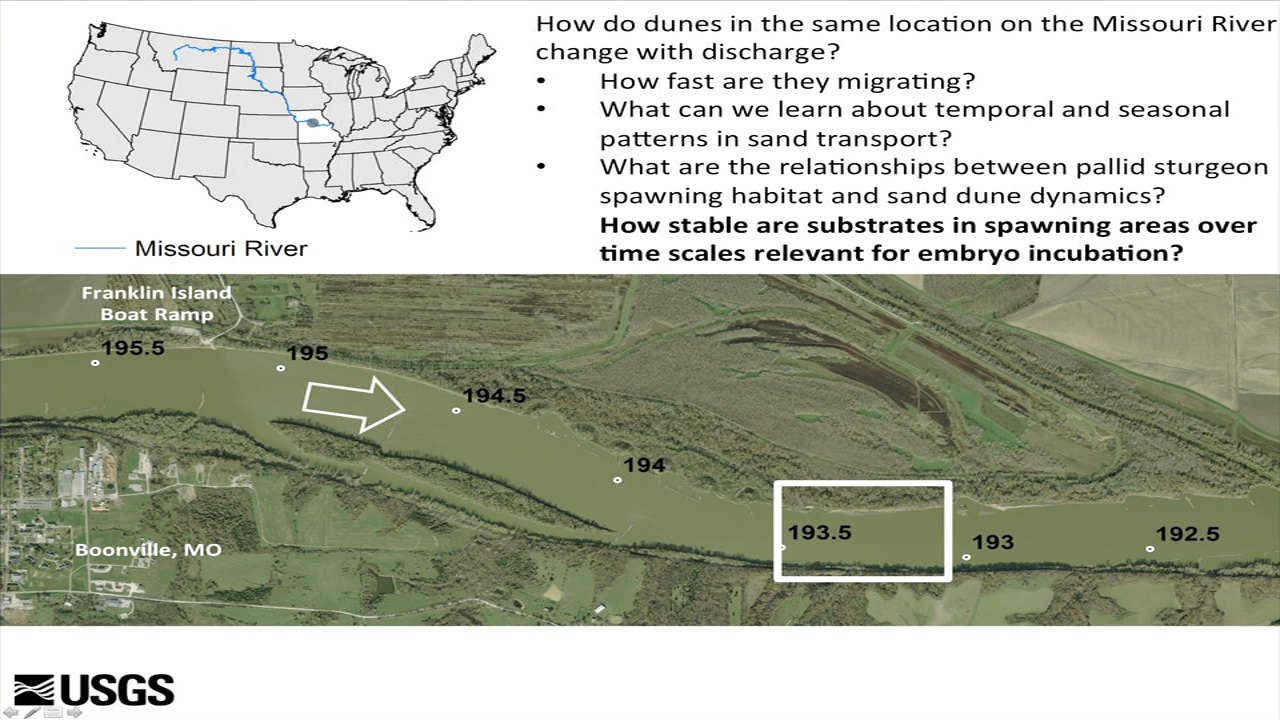 How do dunes in the same location on the Missouri River
change with discharge?
• How fast are they migrating?
• What can we learn about temporal and seasonal
patterns in sand transport?
• What are the relationships between pallid sturgeon
spawning habitat and sand dune dynamics?
How stable are substrates in spawning areas over
time scales relevant for embryo incubation?
Missouri River
Franklin Island
Boat Ramp
195.5
195
194.5
194
193.5
193
192.5
Boonville, MO
USGS